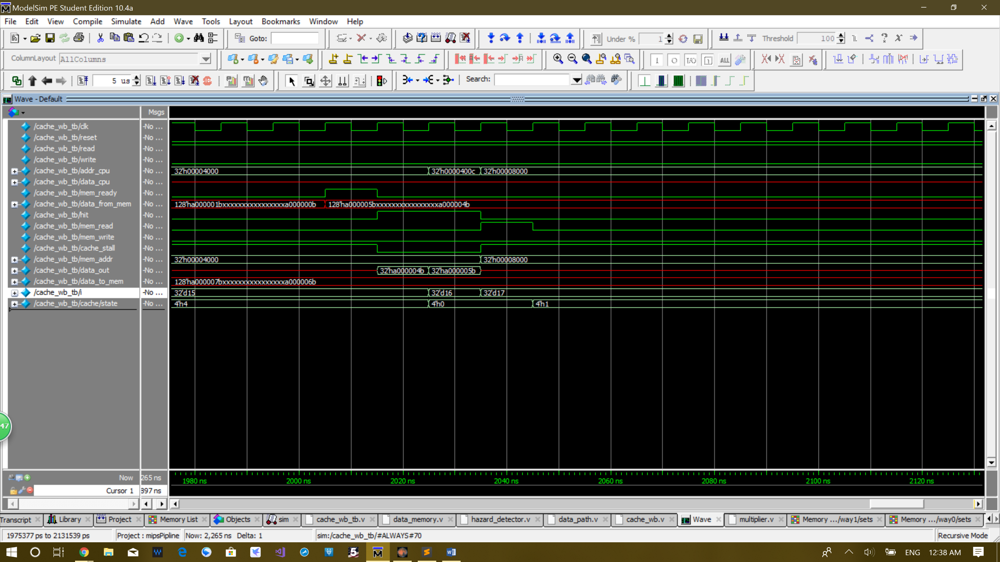 ModelSim PE Student Edition 10.4a
File Edit View Compile Simulate Add Wave Tools Layout Bookmarks Window Help
Goto: Under % 1 Threshold 100
ColumnLayout AllColumns I O I/O ALL
5 us Search:
Wave - Default
Msgs
/cache_wb_tb/clk -No ...
/cache_wb_tb/reset -No ...
/cache_wb_tb/read -No ...
/cache_wb_tb/write -No ...
/cache_wb_tb/addr_cpu -No ... 32'h00004000 32'h0000400c 32'h00008000
/cache_wb_tb/data_cpu -No ...
/cache_wb_tb/mem_ready -No ...
/cache_wb_tb/data_from_mem -No ... 128'ha000001bxxxxxxxxxxxxxxxxa000000b 128'ha000005bxxxxxxxxxxxxxxxxa000004b
/cache_wb_tb/hit -No ...
/cache_wb_tb/mem_read -No ...
/cache_wb_tb/mem_write -No ...
/cache_wb_tb/cache_stall -No ...
/cache_wb_tb/mem_addr -No ... 32'h00004000 32'h00008000
/cache_wb_tb/data_out -No ... 32'ha000004b 32'ha000005b
/cache_wb_tb/data_to_mem -No ... 128'ha000007bxxxxxxxxxxxxxxxxa000006b
/cache_wb_tb/i -No ... 32'd15 32'd16 32'd17
/cache_wb_tb/cache/state -No ... 4'h4 4'h0 4'h1
47
Now 265 ns 1980 ns 2000 ns 2020 ns 2040 ns 2060 ns 2080 ns 2100 ns 2120 ns
Cursor 1 897 ns
Transcript Library Project Memory List Objects sim cache_wb_tb.v data_memory.v hazard_detector.v data_path.v cache_wb.v Wave multiplier.v Memory .../way1/sets Memory .../way0/sets
1975377 ps to 2131539 ps Project : mipsPipline Now: 2,265 ns Delta: 1 sim:/cache_wb_tb/#ALWAYS#70 Recursive Mode
ENG 12:38 AM